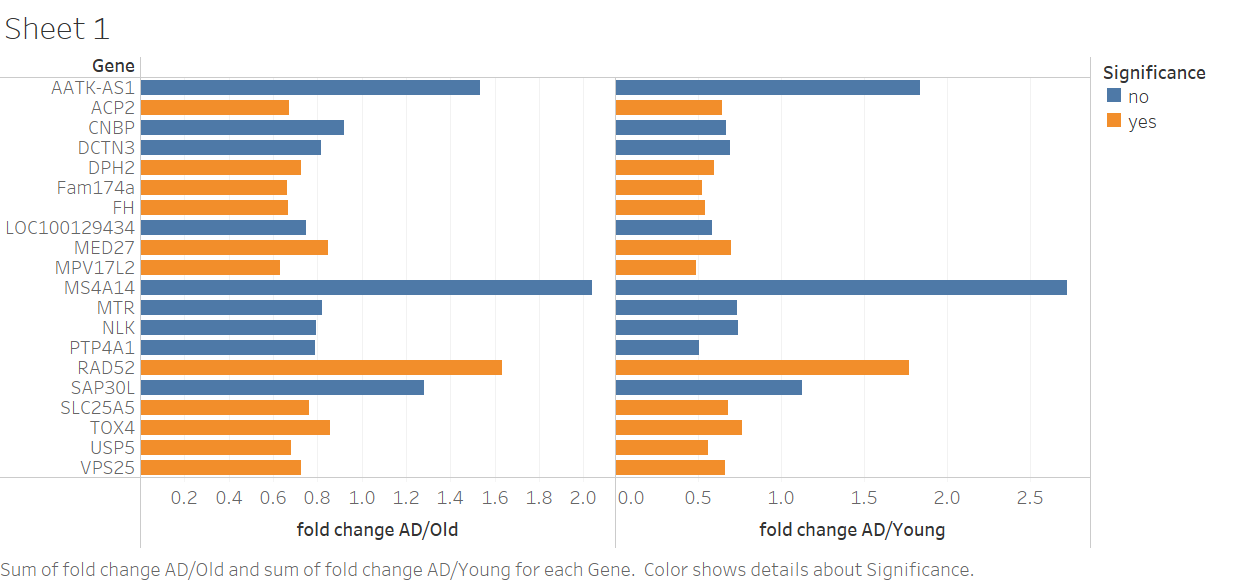 Sheet 1
Gene
Significance
no
yes
AATK-AS1
ACP2
CNBP
DCTN3
DPH2
Fam174a
FH
LOC100129434
MED27
MPV17L2
MS4A14
MTR
NLK
PTP4A1
RAD52
SAP30L
SLC25A5
TOX4
USP5
VPS25
0.2 0.4 0.6 0.8 1.0 1.2 1.4 1.6 1.8 2.0 0.0 0.5 1.0 1.5 2.0 2.5
fold change AD/Old fold change AD/Young
Sum of fold change AD/Old and sum of fold change AD/Young for each Gene. Color shows details about Significance.